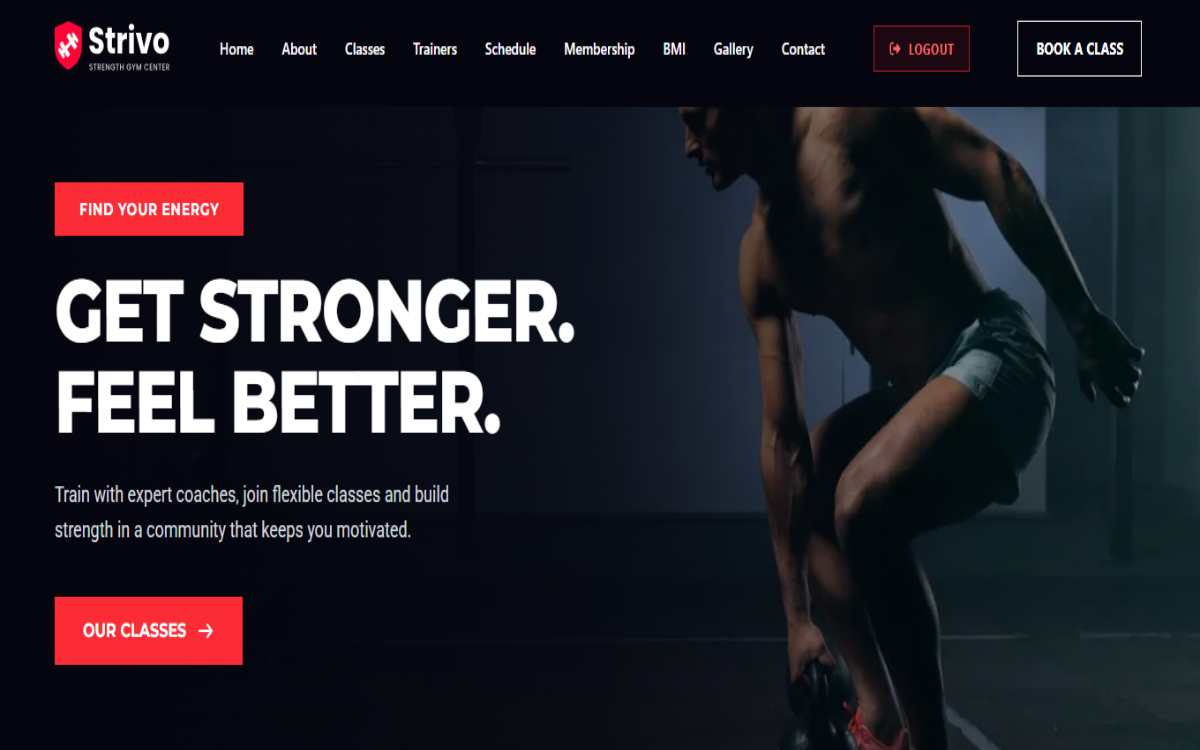 Strivo
STRENGTH GYM CENTER
Home About Classes Trainers Schedule Membership BMI Gallery Contact
LOGOUT
BOOK A CLASS
FIND YOUR ENERGY
GET STRONGER.
FEEL BETTER.
Train with expert coaches, join flexible classes and build
strength in a community that keeps you motivated.
OUR CLASSES →